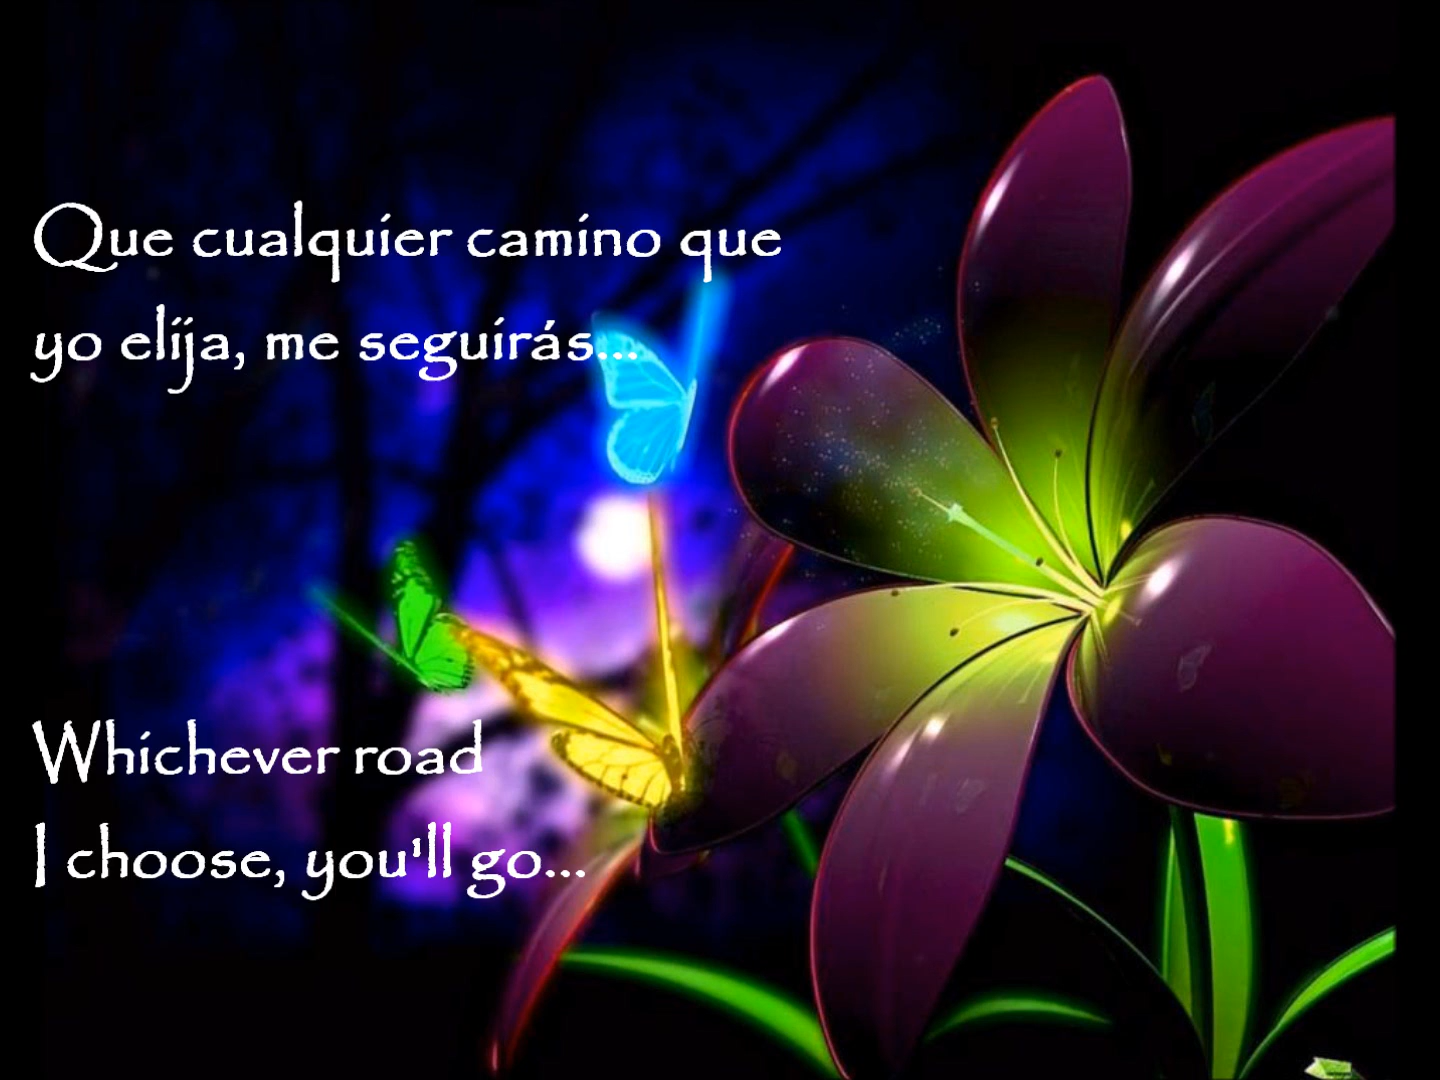 Que cualquier camino que
yo elija, me seguirás...
Whichever road
I choose, you'll go...